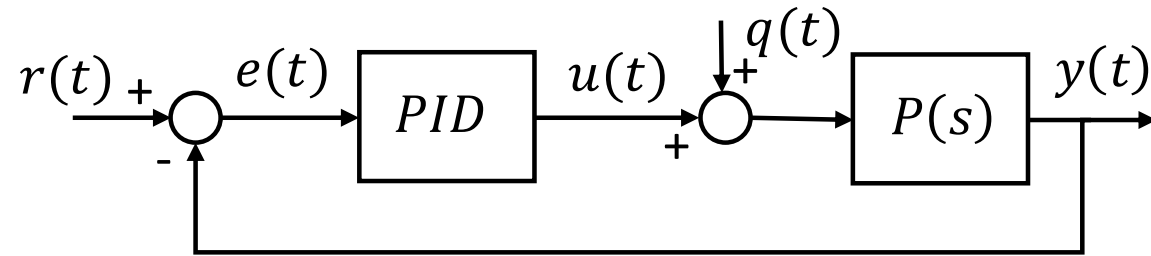 r(t) + e(t) PID u(t) q(t) + P(s) y(t)
- +